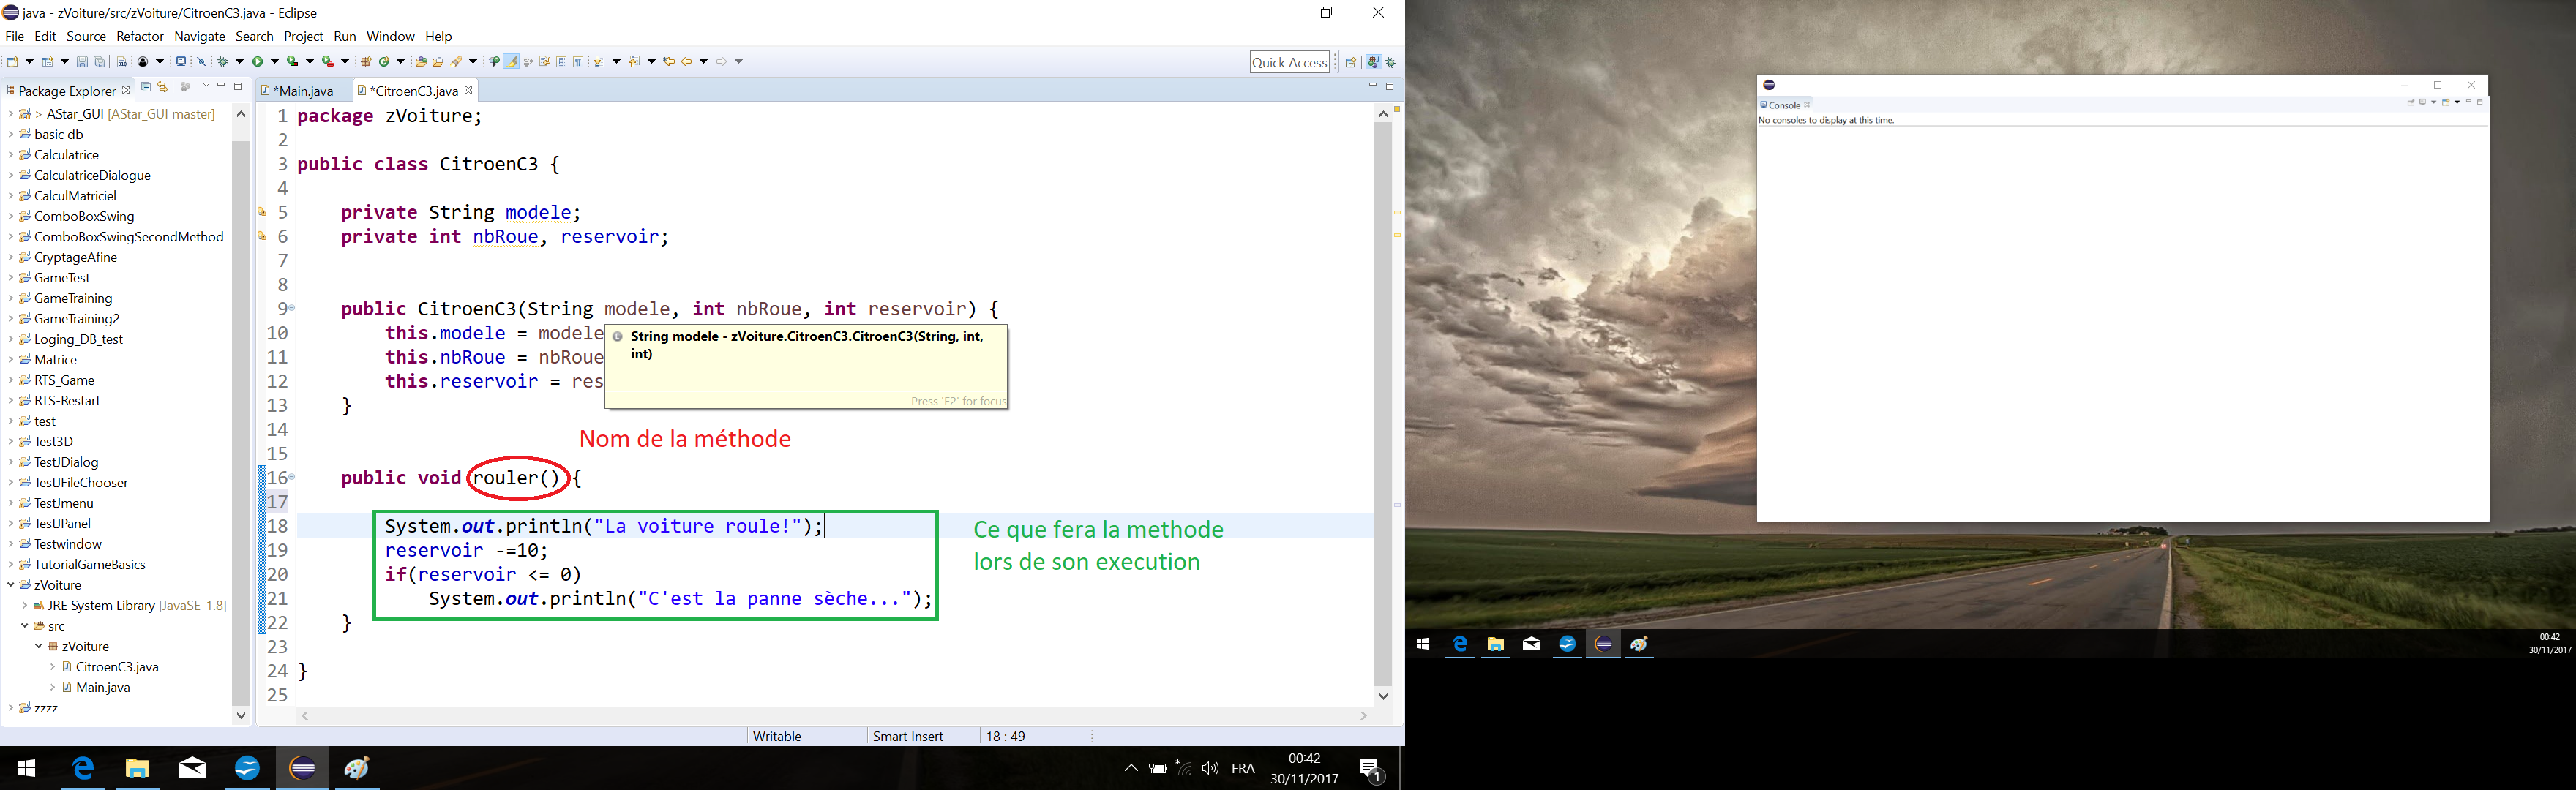 java - zVoiture/src/zVoiture/CitroenC3.java - Eclipse
File Edit Source Refactor Navigate Search Project Run Window Help
Quick Access
Package Explorer
> AStar_GUI [AStar_GUI master]
basic db
Calculatrice
CalculatriceDialogue
CalculMatriciel
ComboBoxSwing
ComboBoxSwingSecondMethod
CryptageAfine
GameTest
GameTraining
GameTraining2
Loging_DB_test
Matrice
RTS_Game
RTS-Restart
test
Test3D
TestJDialog
TestJFileChooser
TestJmenu
TestJPanel
Testwindow
TutorialGameBasics
zVoiture
JRE System Library [JavaSE-1.8]
src
zVoiture
CitroenC3.java
Main.java
zzzz
*Main.java *CitroenC3.java
1 package zVoiture;
2
3 public class CitroenC3 {
4
5 private String modele;
6 private int nbRoue, reservoir;
7
8
9 public CitroenC3(String modele, int nbRoue, int reservoir) {
10 this.modele = modele
11 this.nbRoue = nbRoue
12 this.reservoir = res
13 }
14
15
16 public void rouler() {
17
18 System.out.println("La voiture roule!");
19 reservoir -=10;
20 if(reservoir <= 0)
21 System.out.println("C'est la panne sèche...");
22 }
23
24 }
25
String modele - zVoiture.CitroenC3.CitroenC3(String, int,
int)
Press 'F2' for focus
Nom de la méthode
Ce que fera la methode
lors de son execution
Writable Smart Insert 18 : 49
FRA
00:42
30/11/2017
1
Console
No consoles to display at this time.
00:42
30/11/2017